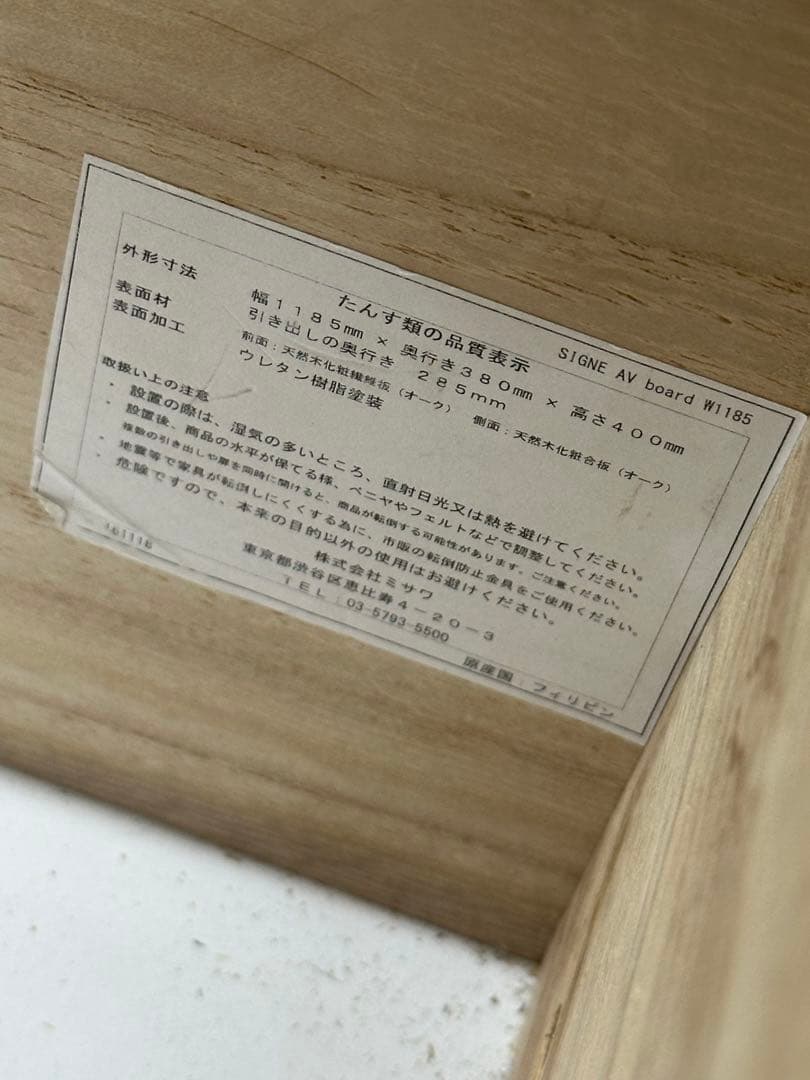 SIGNE AV board W1185
たんす類の品質表示
外形寸法 幅1185mm × 奥行き380mm × 高さ400mm
引き出しの奥行き 285mm
表面材 前面:天然木化粧繊維板(オーク) 側面:天然木化粧合板(オーク)
表面加工 ウレタン樹脂塗装
取扱い上の注意
・ 設置の際は、湿気の多いところ、直射日光又は熱を避けてください。
・ 設置後、商品の水平が保てる様、ベニヤやフェルトなどで調整してください。
複数の引き出しや扉を同時に開けると、商品が転倒する可能性があります。ご注意ください。
・ 地震等で家具が転倒しにくくする為に、市販の転倒防止金具をご使用ください。
・ 危険ですので、本来の目的以外の使用はお避けください。
株式会社ミサワ
東京都渋谷区恵比寿4-20-3
TEL:03-5793-5500
原産国:フィリピン